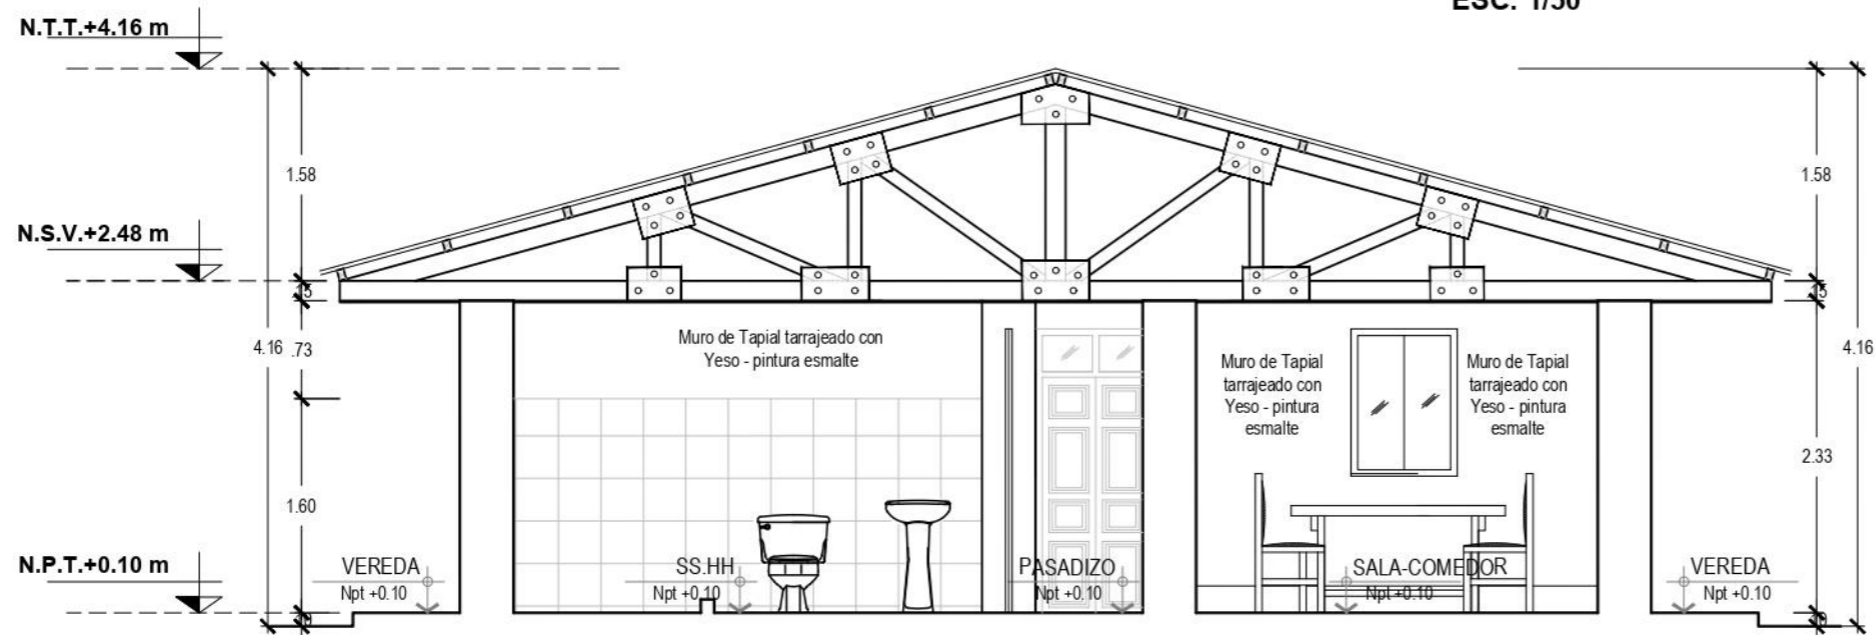 ESC. 1/50
N.T.T.+4.16 m
1.58
1.58
N.S.V.+2.48 m
4.16
.73
4.16
Muro de Tapial tarrajeado con
Yeso - pintura esmalte
Muro de Tapial
tarrajeado con
Yeso - pintura
esmalte
Muro de Tapial
tarrajeado con
Yeso - pintura
esmalte
2.33
1.60
N.P.T.+0.10 m
VEREDA
Npt +0.10
SS.HH
Npt +0.10
PASADIZO
Npt +0.10
SALA-COMEDOR
Npt +0.10
VEREDA
Npt +0.10